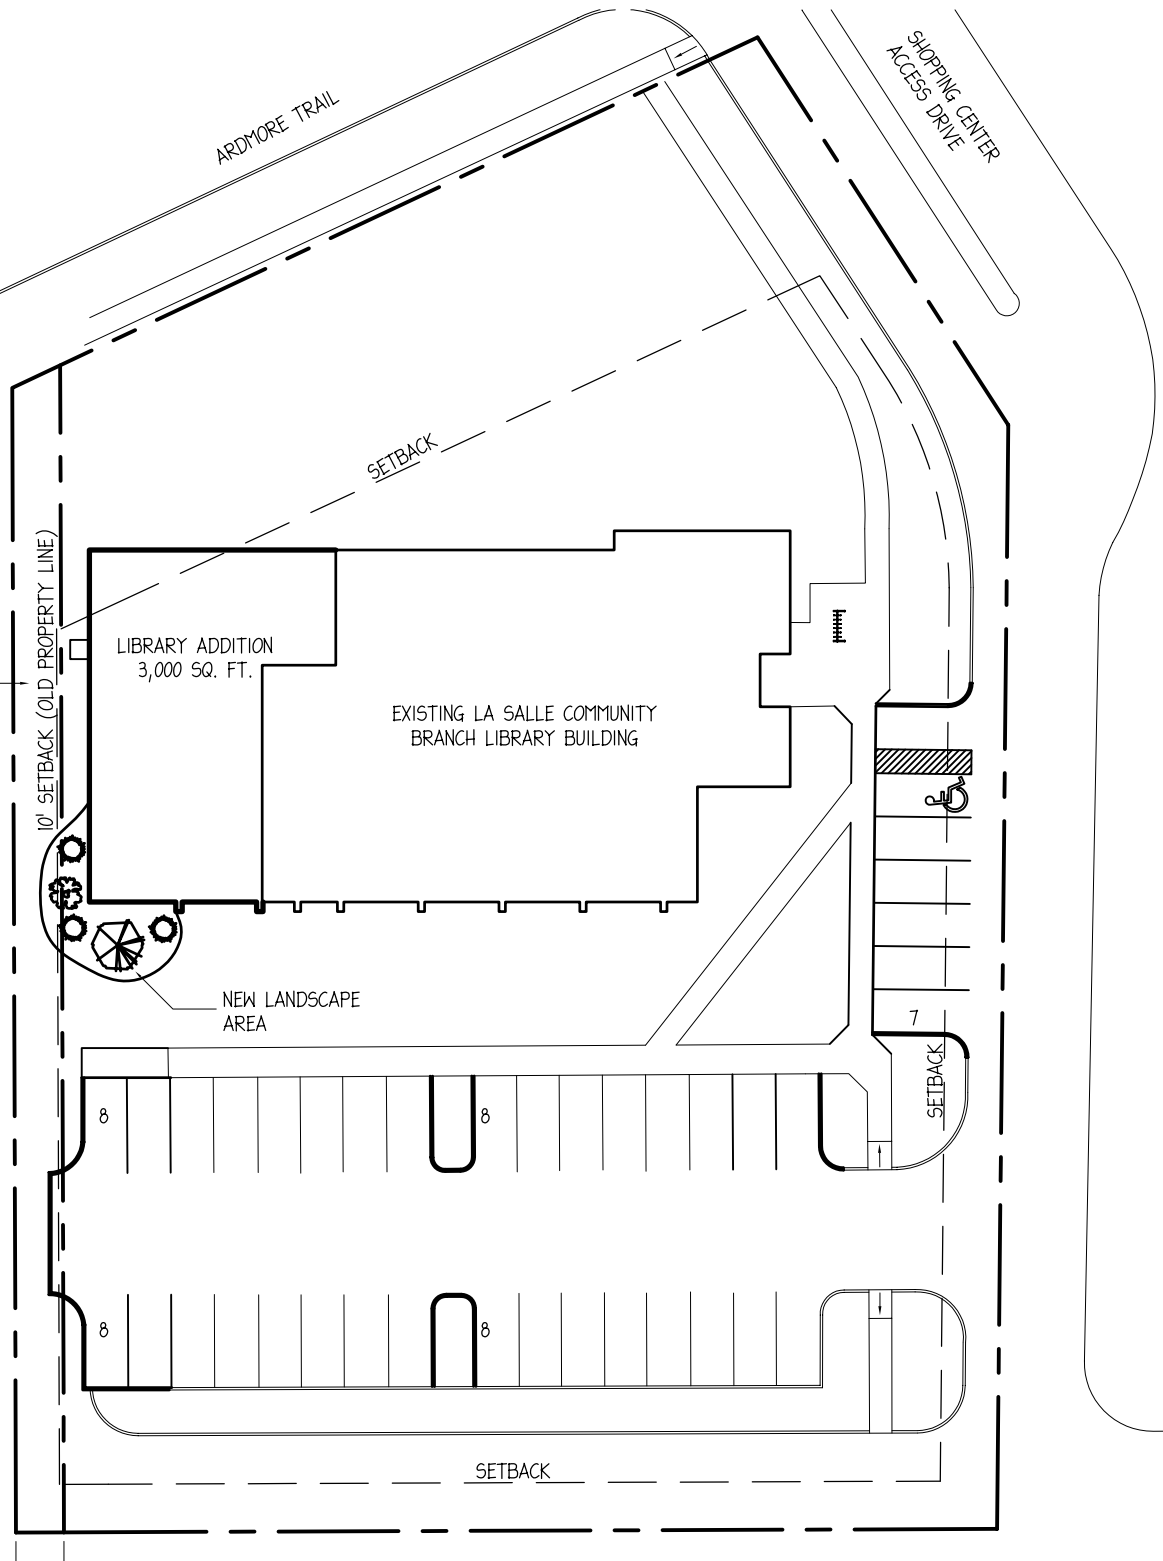 SHOPPING CENTER
ACCESS DRIVE
ARDMORE TRAIL
SETBACK
10' SETBACK (OLD PROPERTY LINE)
LIBRARY ADDITION
3,000 SQ. FT.
EXISTING LA SALLE COMMUNITY
BRANCH LIBRARY BUILDING
NEW LANDSCAPE
AREA
7
SETBACK
8
8
8
8
SETBACK